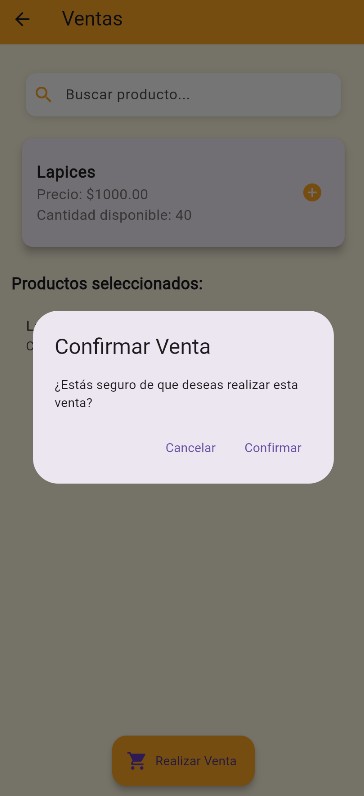 Ventas
Buscar producto...
Lapices
Precio: $1000.00
Cantidad disponible: 40
Productos seleccionados:
Confirmar Venta
¿Estás seguro de que deseas realizar esta
venta?
Cancelar Confirmar
Realizar Venta